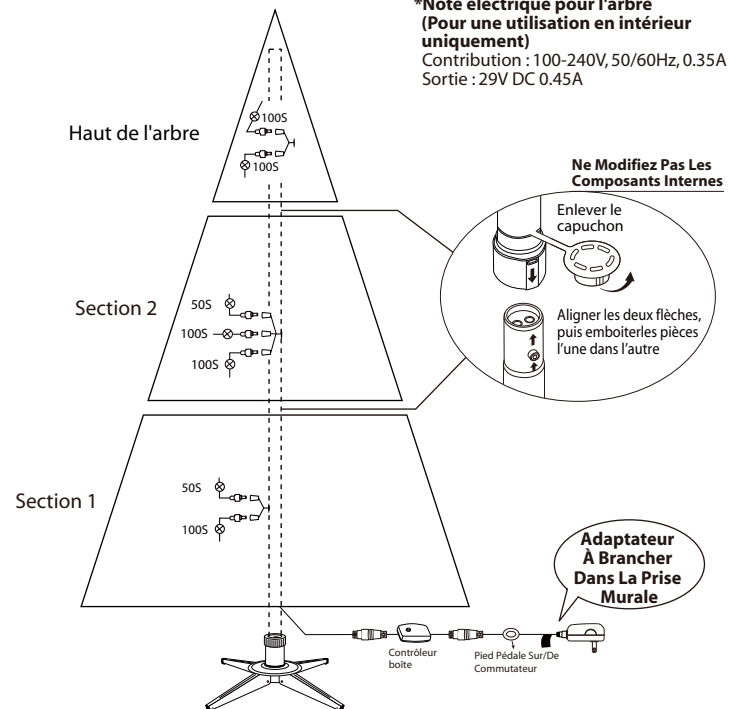 *Note électrique pour l'arbre
(Pour une utilisation en intérieur
uniquement)
Contribution : 100-240V, 50/60Hz, 0.35A
Sortie : 29V DC 0.45A
100S
Haut de l'arbre
100S
Ne Modifiez Pas Les
Composants Internes
Enlever le
capuchon
Section 2
50S
100S
100S
Aligner les deux flèches,
puis emboiterles pièces
l'une dans l'autre
Section 1
50S
100S
Adaptateur
À Brancher
Dans La Prise
Murale
Contrôleur
boîte
Pied Pédale Sur/De
Commutateur